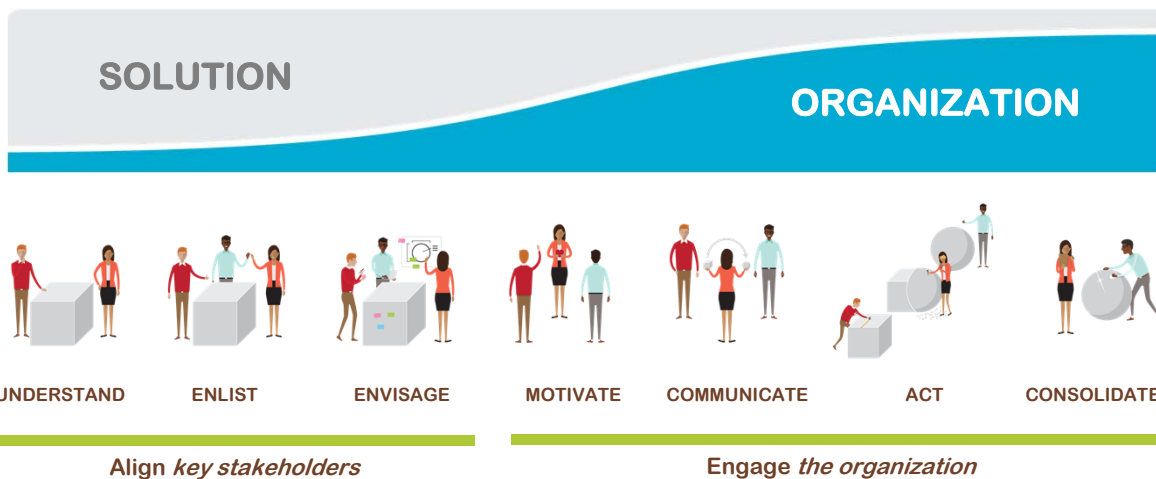 SOLUTION
ORGANIZATION
UNDERSTAND ENLIST ENVISAGE MOTIVATE COMMUNICATE ACT CONSOLIDATE
Align key stakeholders Engage the organization